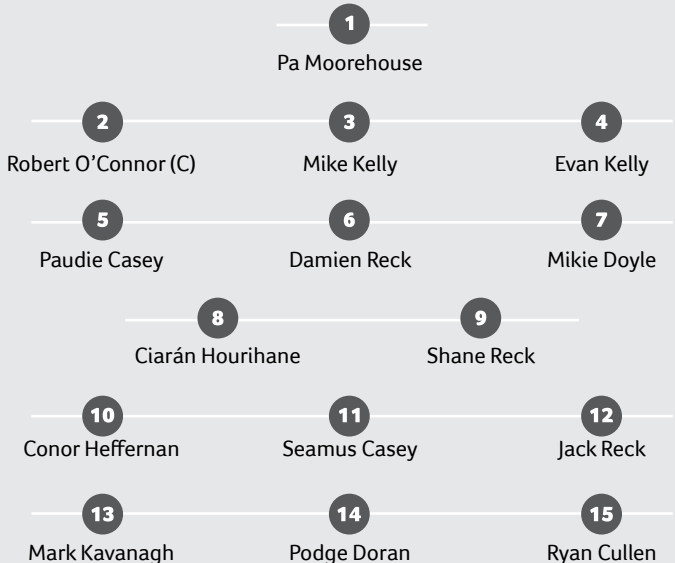 1
Pa Moorehouse
2 3 4
Robert O’Connor (C) Mike Kelly Evan Kelly
5 6 7
Paudie Casey Damien Reck Mikie Doyle
8 9
Ciarán Hourihane Shane Reck
10 11 12
Conor Heffernan Seamus Casey Jack Reck
13 14 15
Mark Kavanagh Podge Doran Ryan Cullen